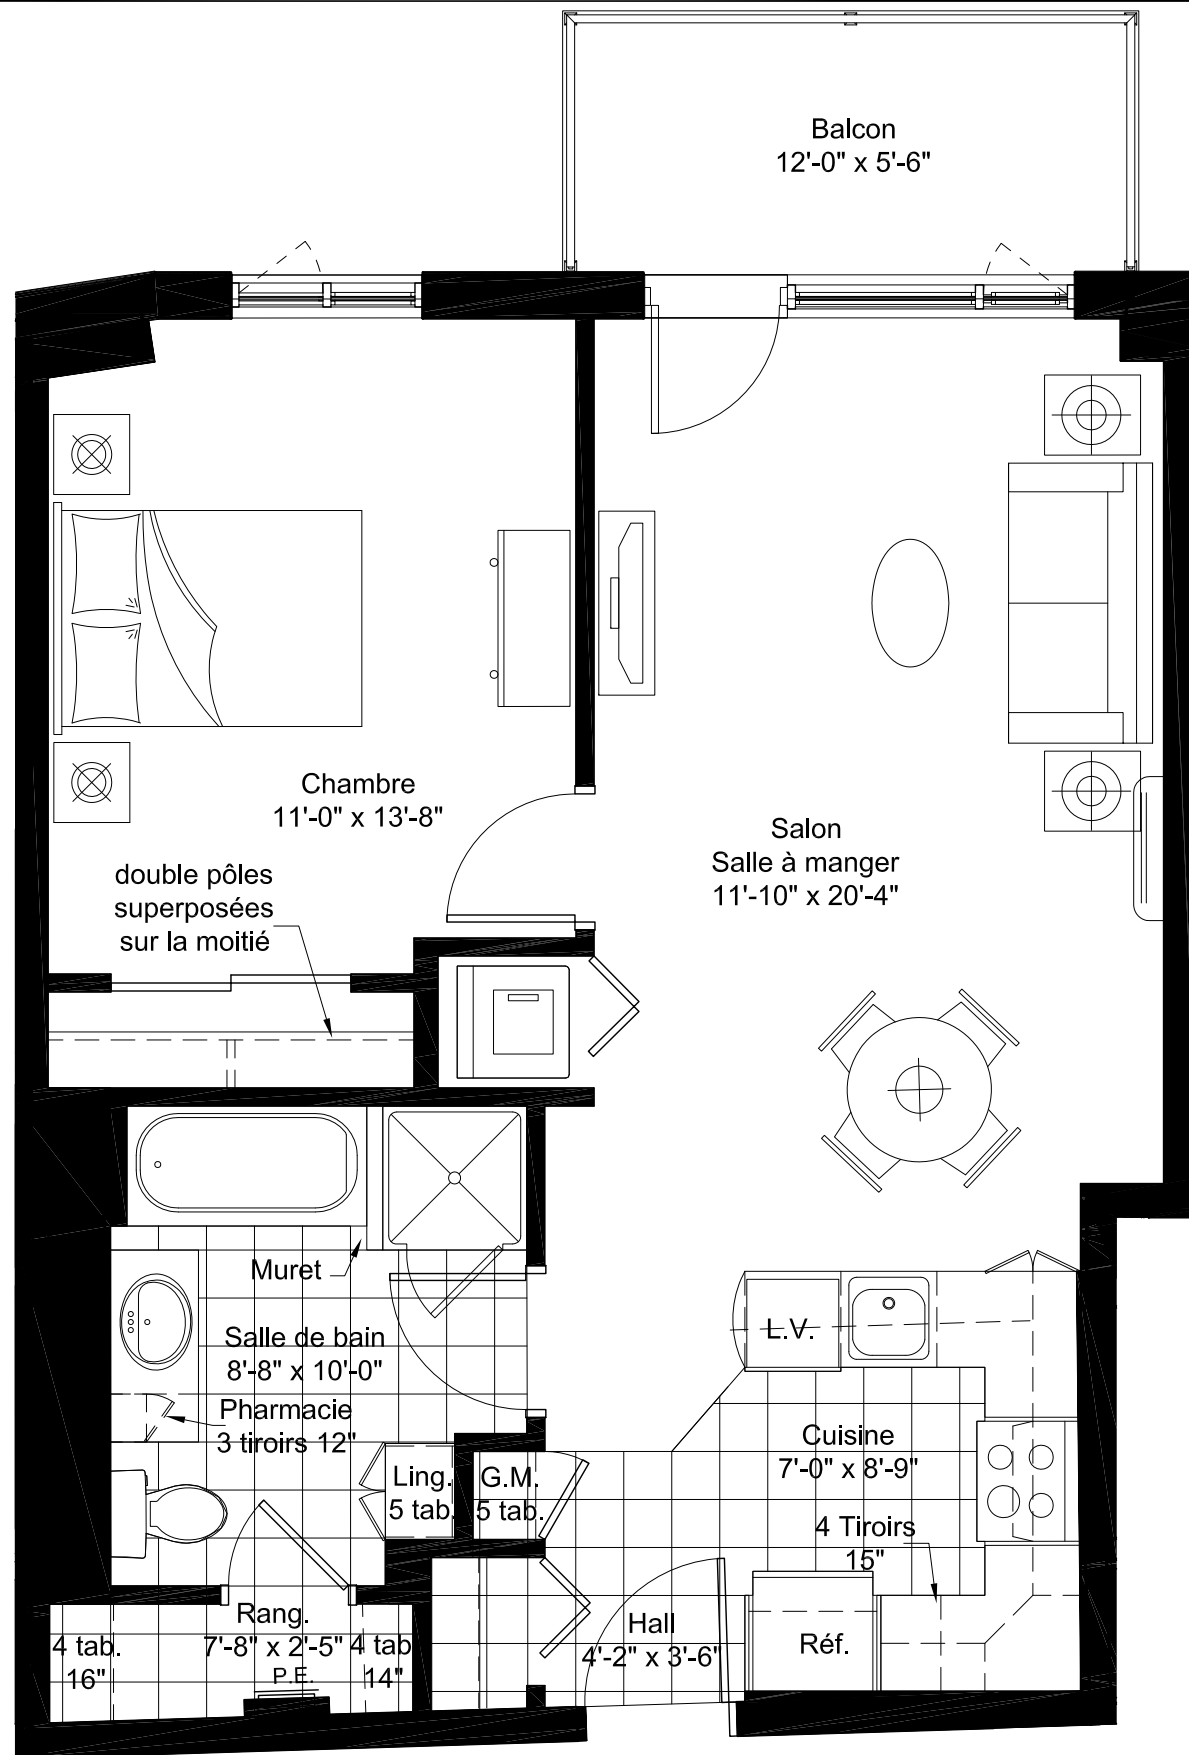 Balcon
12'-0" x 5'-6"
Chambre
11'-0" x 13'-8"
Salon
Salle à manger
11'-10" x 20'-4"
double pôles
superposées
sur la moitié
Muret
L.V.
Salle de bain
8'-8" x 10'-0"
Pharmacie
3 tiroirs 12"
Cuisine
7'-0" x 8'-9"
Ling.
5 tab.
G.M.
5 tab.
4 Tiroirs
15"
Rang.
7'-8" x 2'-5"
P.E.
4 tab.
16"
4 tab
14"
Hall
4'-2" x 3'-6"
Réf.